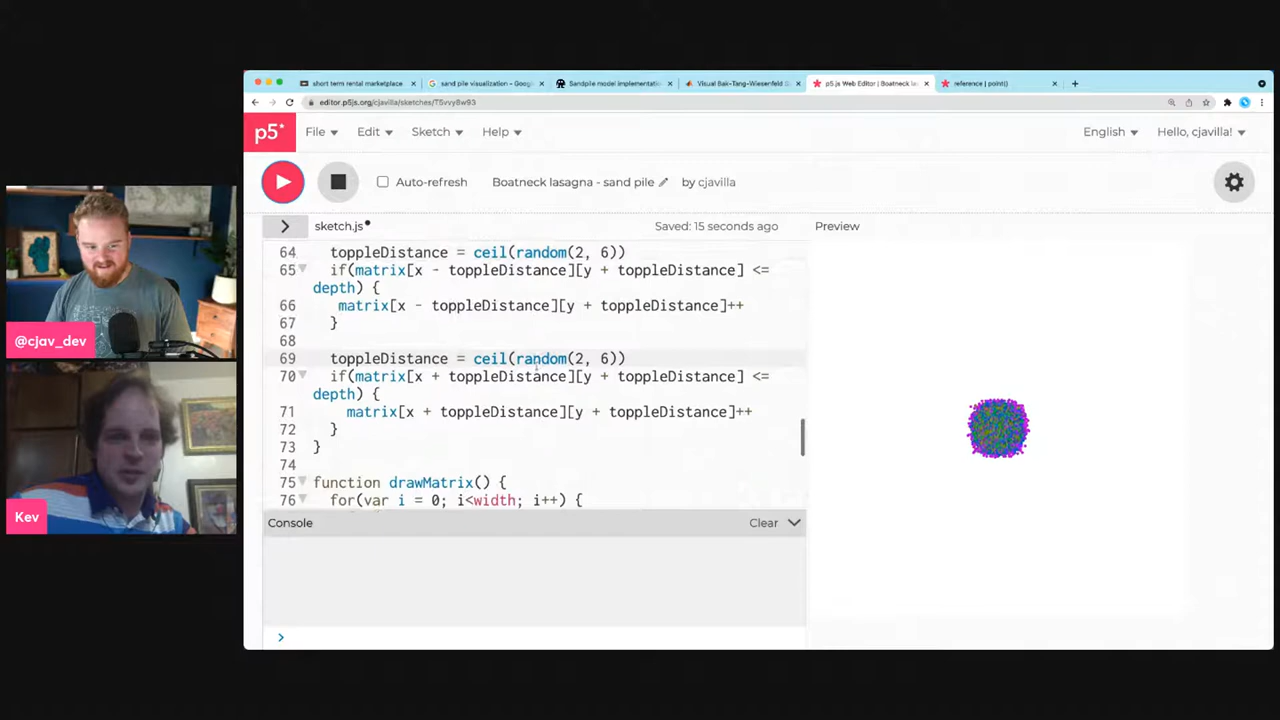 short term rental marketplace
sand pile visualization - Goog
Sandpile model implementation
Visual Bak-Tang-Wiesenfeld S
p5.js Web Editor | Boatneck la
reference | point()
editor.p5js.org/cjavilla/sketches/T5vvy8w93
p5*
File
Edit
Sketch
Help
English
Hello, cjavilla!
Auto-refresh
Boatneck lasagna - sand pile
by cjavilla
sketch.js
Saved: 15 seconds ago
Preview
64 toppleDistance = ceil(random(2, 6))
65 if(matrix[x - toppleDistance][y + toppleDistance] <=
depth) {
66 matrix[x - toppleDistance][y + toppleDistance]++
67 }
68
69 toppleDistance = ceil(random(2, 6))
70 if(matrix[x + toppleDistance][y + toppleDistance] <=
depth) {
71 matrix[x + toppleDistance][y + toppleDistance]++
72 }
73 }
74
75 function drawMatrix() {
76 for(var i = 0; i<width; i++) {
Console
Clear
>
@cjav_dev
Kev